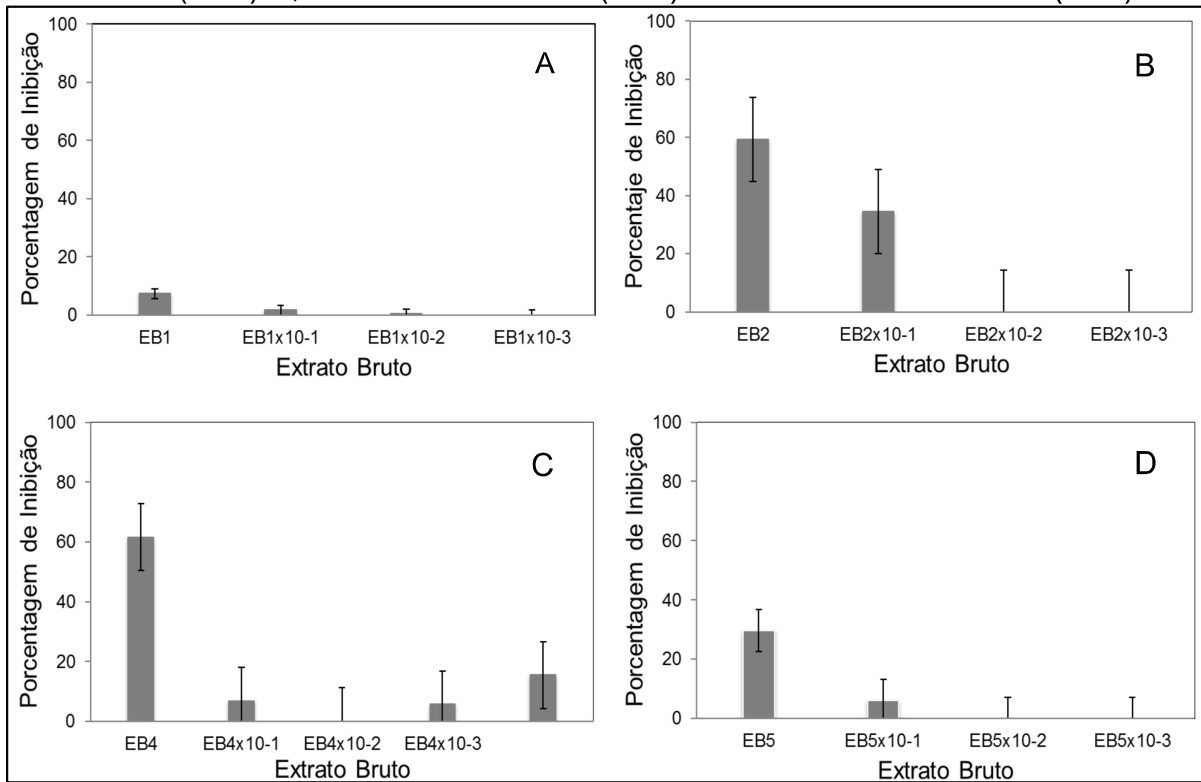 100
80
60
40
20
0
Porcentagem de Inibição
A
EB1 EB1x10-1 EB1x10-2 EB1x10-3
Extrato Bruto
100
80
60
40
20
0
Porcentaje de Inibição
B
EB2 EB2x10-1 EB2x10-2 EB2x10-3
Extrato Bruto
100
80
60
40
20
0
Porcentagem de Inibição
C
EB4 EB4x10-1 EB4x10-2 EB4x10-3
Extrato Bruto
100
80
60
40
20
0
Porcentagem de Inibição
D
EB5 EB5x10-1 EB5x10-2 EB5x10-3
Extrato Bruto